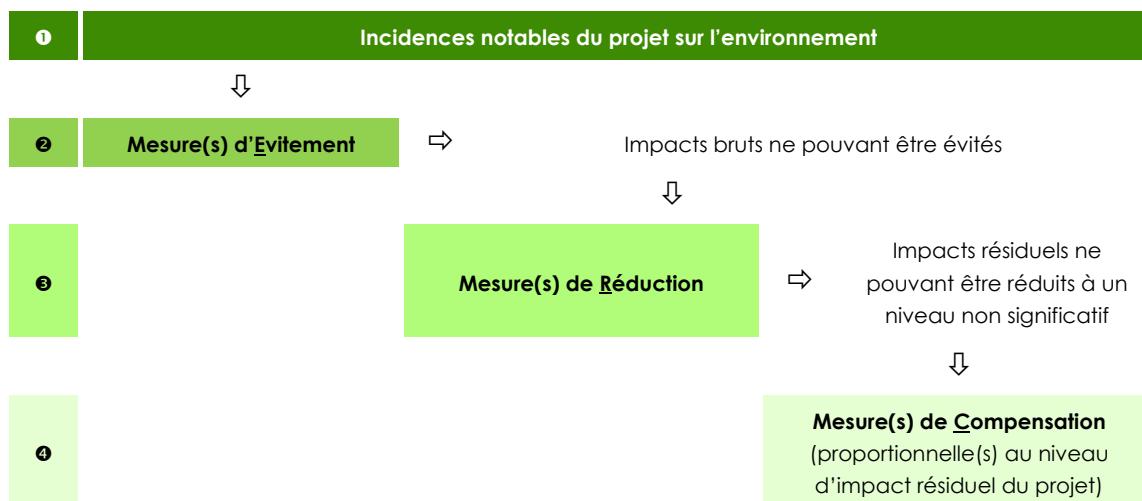 ❶ Incidences notables du projet sur l’environnement
⇩
❷ Mesure(s) d’Evitement ⇨ Impacts bruts ne pouvant être évités
⇩
❸ Mesure(s) de Réduction ⇨ Impacts résiduels ne
pouvant être réduits à un
niveau non significatif
⇩
❹ Mesure(s) de Compensation
(proportionnelle(s) au niveau
d’impact résiduel du projet)